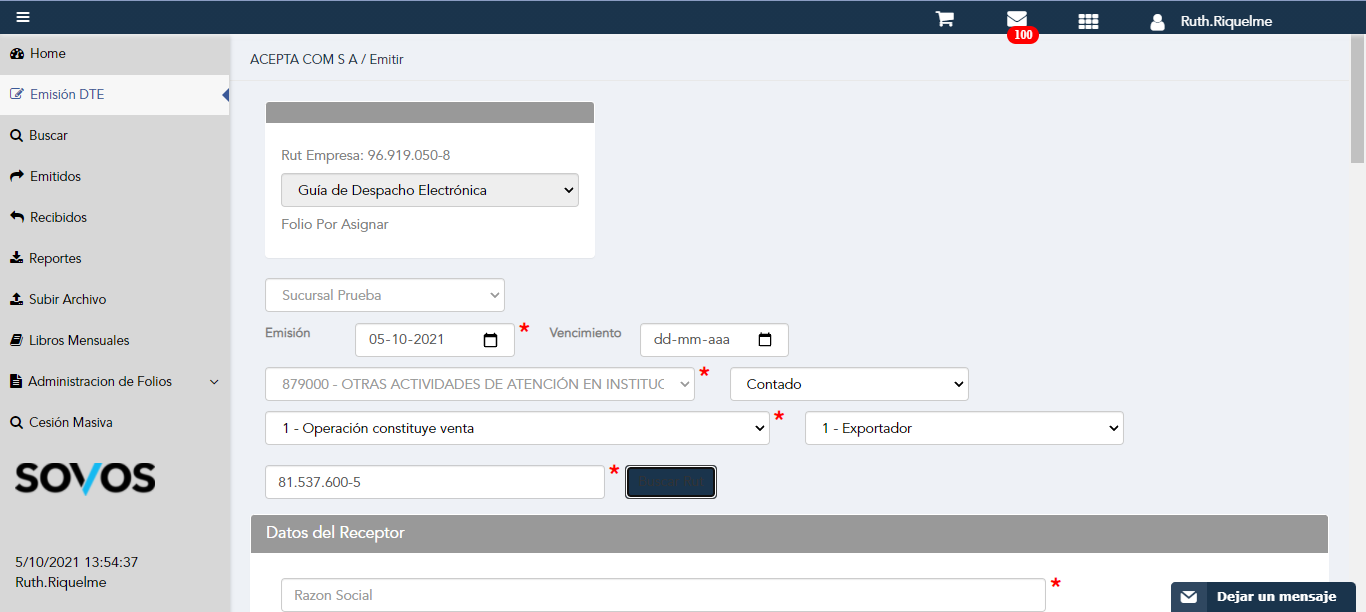 100
Ruth.Riquelme
Home
Emisión DTE
Buscar
Emitidos
Recibidos
Reportes
Subir Archivo
Libros Mensuales
Administracion de Folios
Cesión Masiva
SOVOS
5/10/2021 13:54:37
Ruth.Riquelme
ACEPTA COM S A / Emitir
Rut Empresa: 96.919.050-8
Guía de Despacho Electrónica
Folio Por Asignar
Sucursal Prueba
Emisión 05-10-2021 * Vencimiento dd-mm-aaa
879000 - OTRAS ACTIVIDADES DE ATENCIÓN EN INSTITUC * Contado
1 - Operación constituye venta * 1 - Exportador
81.537.600-5 *
Datos del Receptor
Razon Social *
Dejar un mensaje